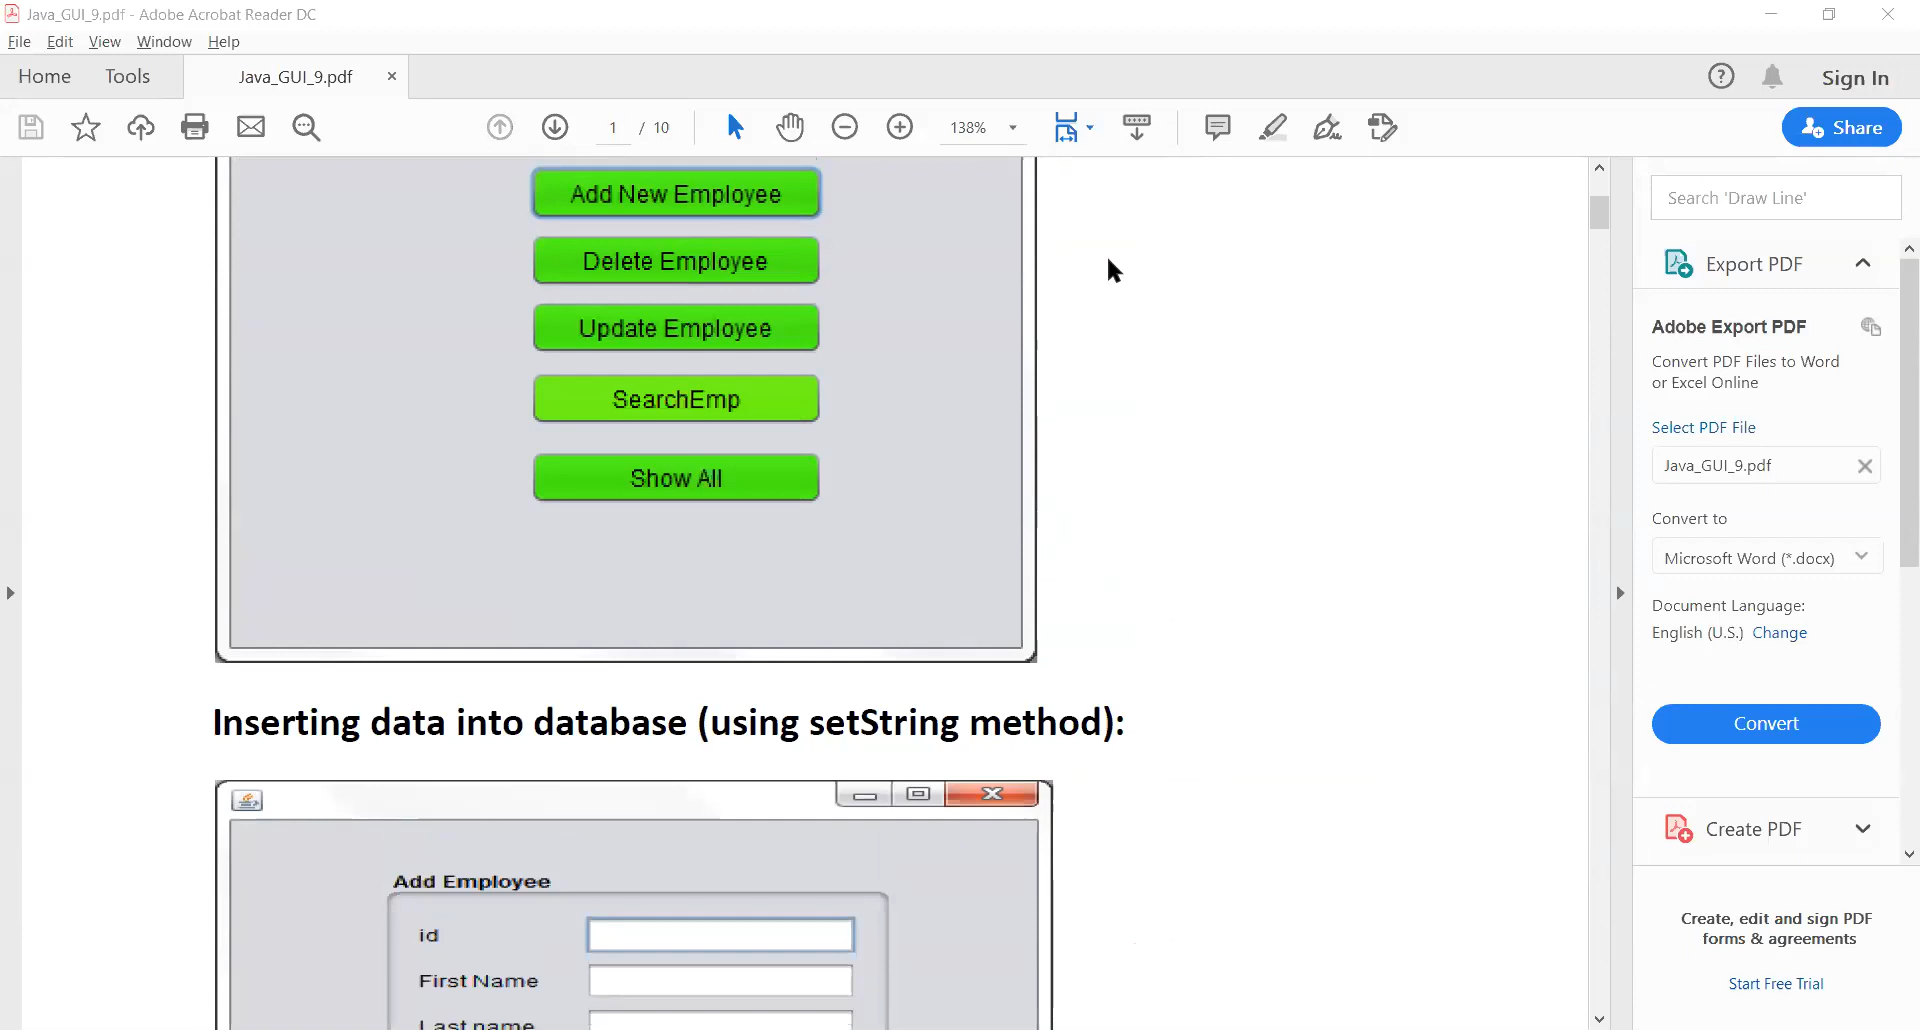 Java_GUI_9.pdf - Adobe Acrobat Reader DC
File Edit View Window Help
Home Tools Java_GUI_9.pdf Sign In
1 / 10 138% Share
Add New Employee
Delete Employee
Update Employee
SearchEmp
Show All
Inserting data into database (using setString method):
Add Employee
id
First Name
Last name
Search 'Draw Line'
Export PDF
Adobe Export PDF
Convert PDF Files to Word
or Excel Online
Select PDF File
Java_GUI_9.pdf
Convert to
Microsoft Word (*.docx)
Document Language:
English (U.S.) Change
Convert
Create PDF
Create, edit and sign PDF
forms & agreements
Start Free Trial